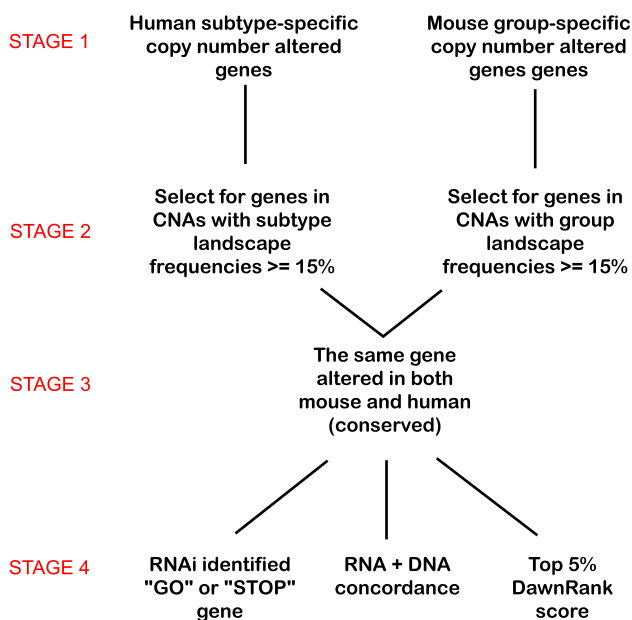 STAGE 1
Human subtype-specific
copy number altered
genes
Mouse group-specific
copy number altered
genes genes
STAGE 2
Select for genes in
CNAs with subtype
landscape
frequencies >= 15%
Select for genes in
CNAs with group
landscape
frequencies >= 15%
STAGE 3
The same gene
altered in both
mouse and human
(conserved)
STAGE 4
RNAi identified
"GO" or "STOP"
gene
RNA + DNA
concordance
Top 5%
DawnRank
score